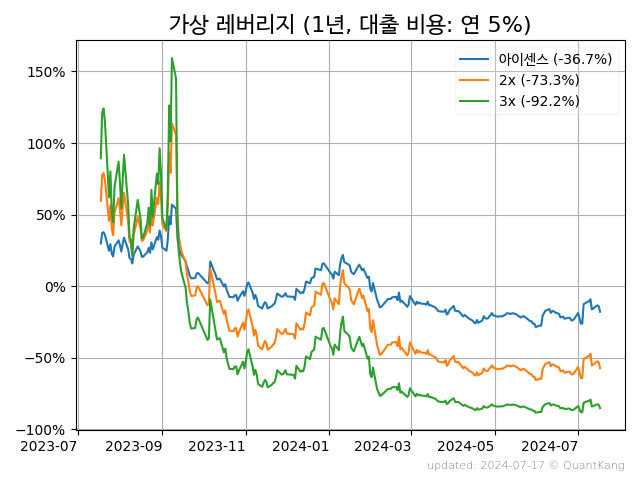 가상 레버리지 (1년, 대출 비용: 연 5%)
아이센스 (-36.7%)
2x (-73.3%)
3x (-92.2%)
150%
100%
50%
0%
−50%
−100%
2023-07 2023-09 2023-11 2024-01 2024-03 2024-05 2024-07
updated: 2024-07-17 © QuantKang